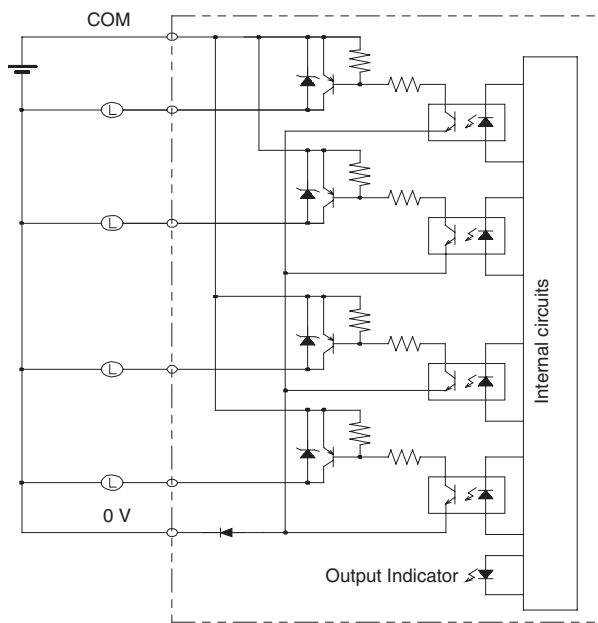 COM
L
L
L
L
0 V
Internal circuits
Output Indicator